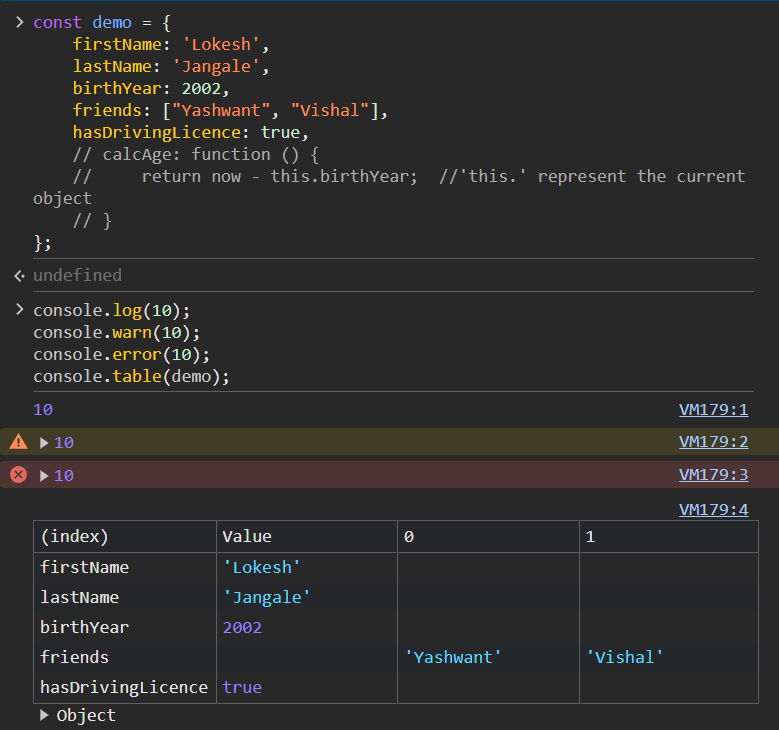 const demo = {
    firstName: 'Lokesh',
    lastName: 'Jangale',
    birthYear: 2002,
    friends: ["Yashwant", "Vishal"],
    hasDrivingLicence: true,
    // calcAge: function () {
    //     return now - this.birthYear;  //'this.' represent the current
object
    // }
};
undefined
console.log(10);
console.warn(10);
console.error(10);
console.table(demo);
10 VM179:1
10 VM179:2
10 VM179:3
VM179:4
(index) Value 0 1
firstName 'Lokesh'
lastName 'Jangale'
birthYear 2002
friends 'Yashwant' 'Vishal'
hasDrivingLicence true
Object